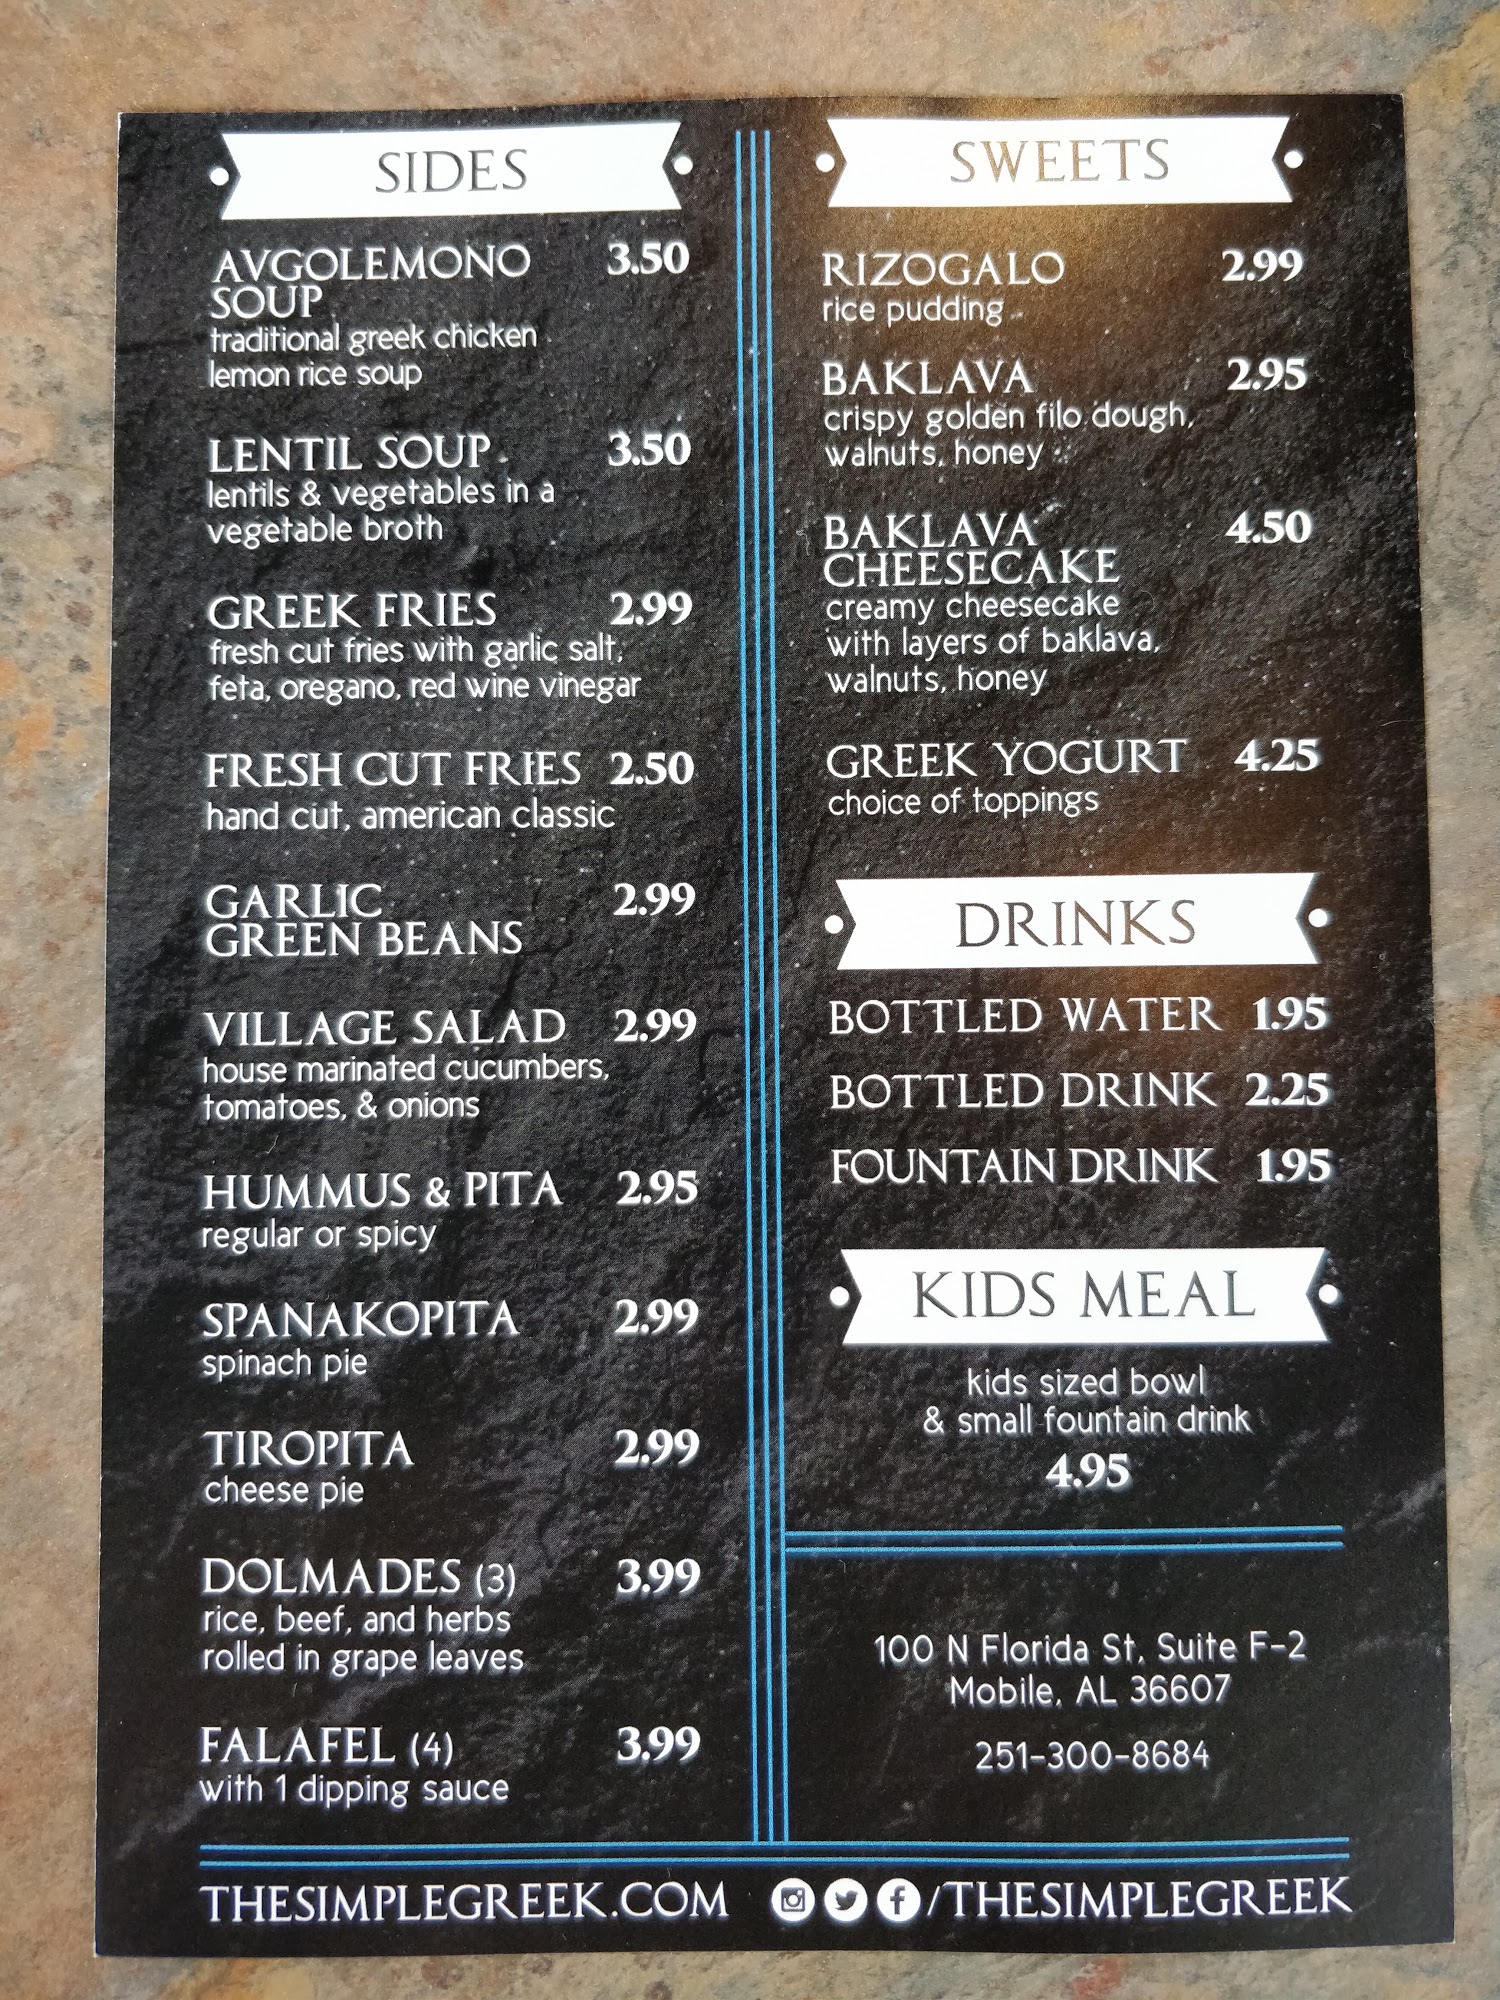 SIDES
AVGOLEMONO 3.50
SOUP
traditional greek chicken
lemon rice soup
LENTIL SOUP 3.50
lentils & vegetables in a
vegetable broth
GREEK FRIES 2.99
fresh cut fries with garlic salt,
feta, oregano, red wine vinegar
FRESH CUT FRIES 2.50
hand cut, american classic
GARLIC 2.99
GREEN BEANS
VILLAGE SALAD 2.99
house marinated cucumbers,
tomatoes, & onions
HUMMUS & PITA 2.95
regular or spicy
SPANAKOPITA 2.99
spinach pie
TIROPITA 2.99
cheese pie
DOLMADES (3) 3.99
rice, beef, and herbs
rolled in grape leaves
FALAFEL (4) 3.99
with 1 dipping sauce
SWEETS
RIZOGALO 2.99
rice pudding
BAKLAVA 2.95
crispy golden filo dough,
walnuts, honey
BAKLAVA 4.50
CHEESECAKE
creamy cheesecake
with layers of baklava,
walnuts, honey
GREEK YOGURT 4.25
choice of toppings
DRINKS
BOTTLED WATER 1.95
BOTTLED DRINK 2.25
FOUNTAIN DRINK 1.95
KIDS MEAL
kids sized bowl
& small fountain drink
4.95
100 N Florida St, Suite F-2
Mobile, AL 36607
251-300-8684
THESIMPLEGREEK.COM /THESIMPLEGREEK